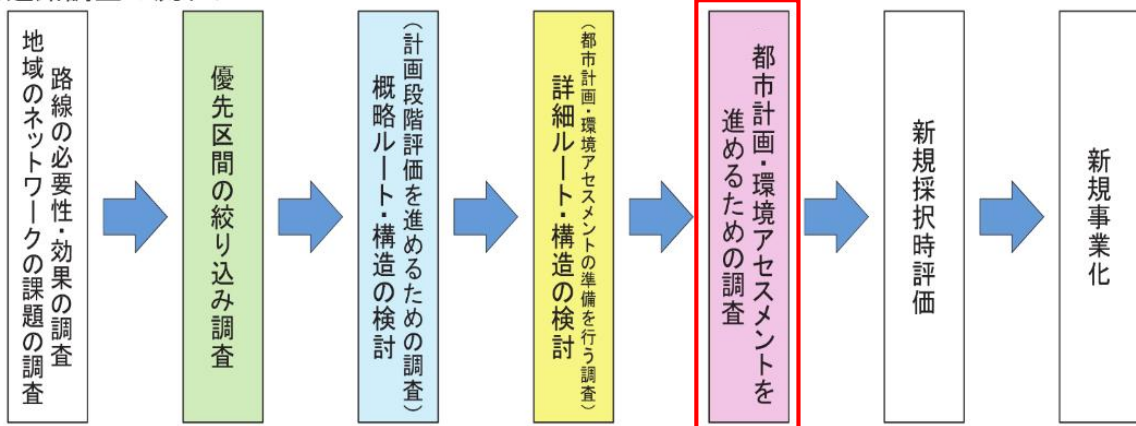 路線の必要性・効果の調査
地域のネットワークの課題の調査
優先区間の絞り込み調査
（計画段階評価を進めるための調査）
概略ルート・構造の検討
（都市計画・環境アセスメントの準備を行う調査）
詳細ルート・構造の検討
都市計画・環境アセスメントを
進めるための調査
新規採択時評価
新規事業化